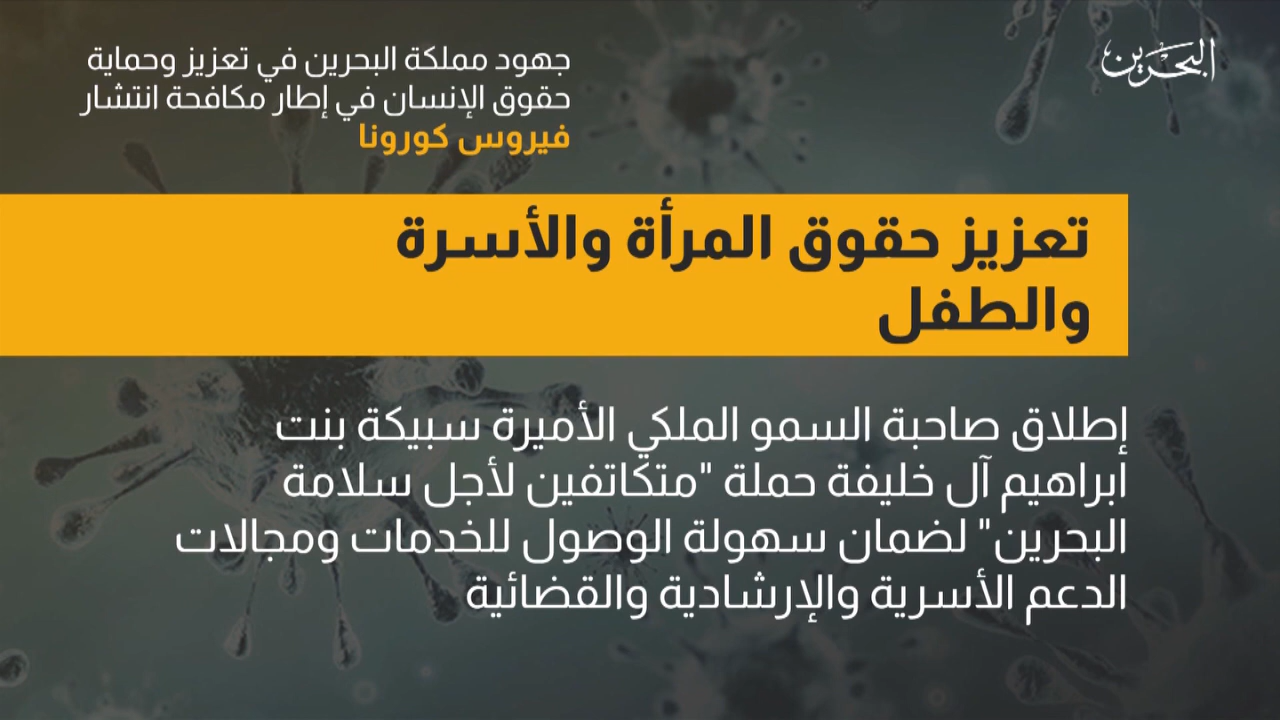 البحرين
جهود مملكة البحرين في تعزيز وحماية
حقوق الإنسان في إطار مكافحة انتشار
فيروس كورونا
تعزيز حقوق المرأة والأسرة
والطفل
إطلاق صاحبة السمو الملكي الأميرة سبيكة بنت
ابراهيم آل خليفة حملة "متكاتفين لأجل سلامة
البحرين" لضمان سهولة الوصول للخدمات ومجالات
الدعم الأسرية والإرشادية والقضائية